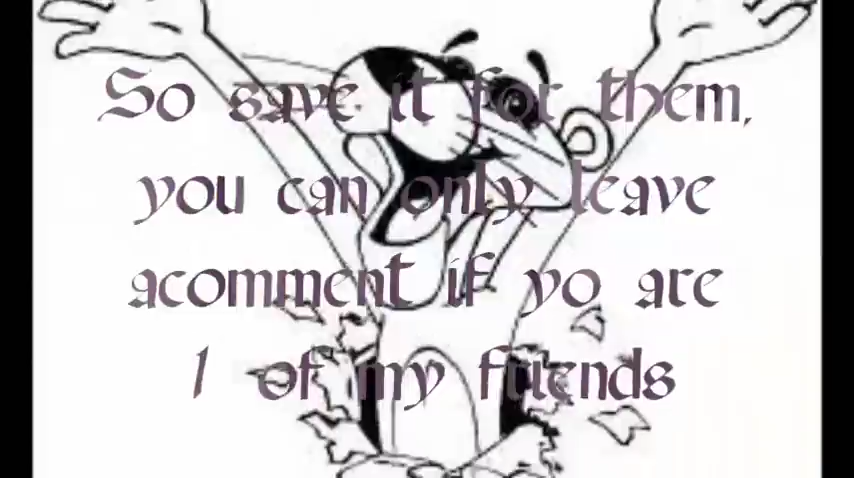 So save it for them,
you can only leave
acomment if yo are
1 of my friends